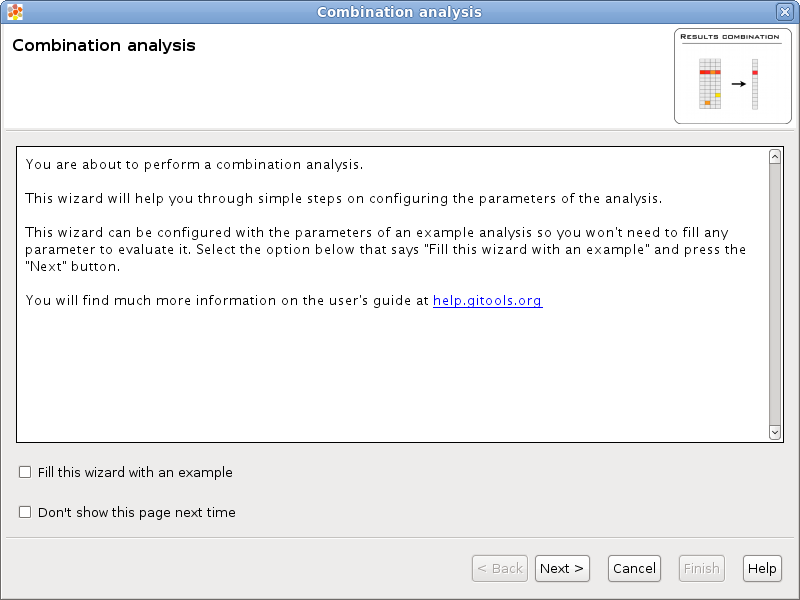 Combination analysis
Combination analysis
RESULTS COMBINATION
You are about to perform a combination analysis.
This wizard will help you through simple steps on configuring the parameters of the analysis.
This wizard can be configured with the parameters of an example analysis so you won't need to fill any
parameter to evaluate it. Select the option below that says "Fill this wizard with an example" and press the
"Next" button.
You will find much more information on the user's guide at help.gitools.org
Fill this wizard with an example
Don't show this page next time
< Back Next > Cancel Finish Help